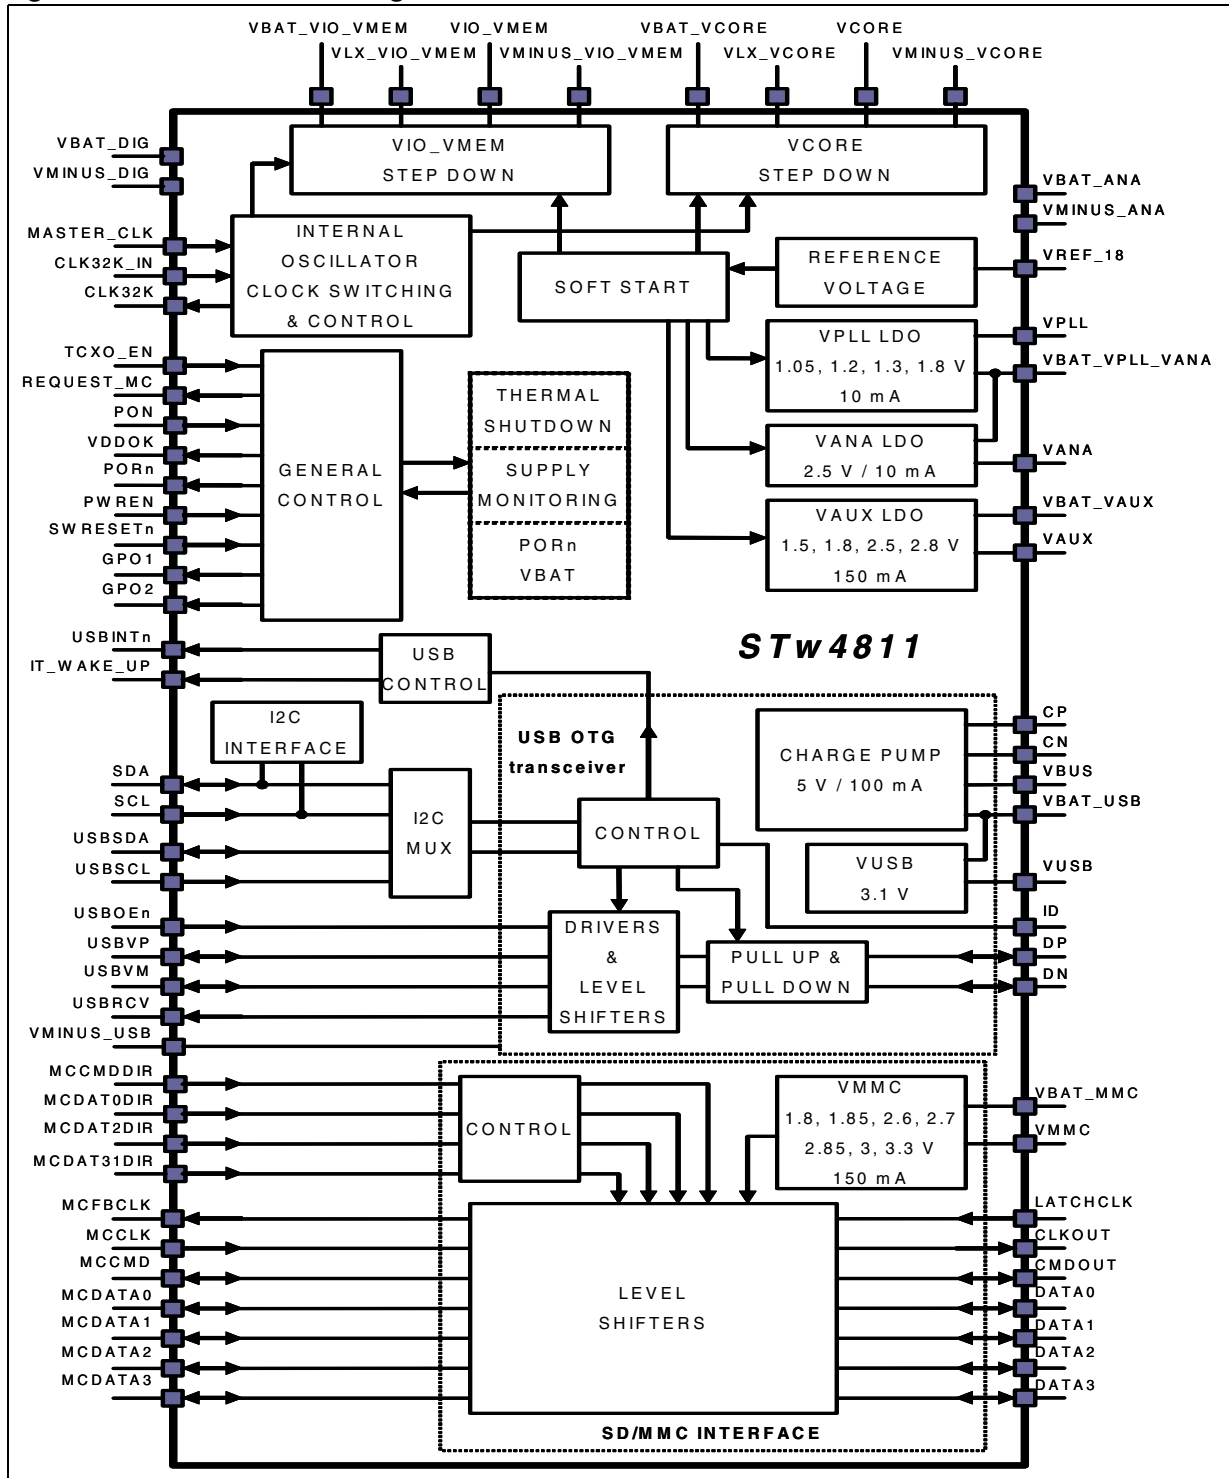 VBAT_VIO_VMEM
VIO_VMEM
VBAT_VCORE
VCORE
VLX_VIO_VMEM
VMINUS_VIO_VMEM
VLX_VCORE
VMINUS_VCORE
VBAT_DIG
VMINUS_DIG
MASTER_CLK
CLK32K_IN
CLK32K
TCXO_EN
REQUEST_MC
PON
VDDOK
PORn
PWREN
SWRESETn
GPO1
GPO2
USBINTn
IT_WAKE_UP
SDA
SCL
USBSDA
USBSCL
USBOEn
USBVP
USBVM
USBRCV
VMINUS_USB
MCCMDDIR
MCDAT0DIR
MCDAT2DIR
MCDAT31DIR
MCFBCLK
MCCLK
MCCMD
MCDATA0
MCDATA1
MCDATA2
MCDATA3
VIO_VMEM
STEP DOWN
VCORE
STEP DOWN
INTERNAL
OSCILLATOR
CLOCK SWITCHING
& CONTROL
SOFT START
REFERENCE
VOLTAGE
VPLL LDO
1.05, 1.2, 1.3, 1.8 V
10 mA
VANA LDO
2.5 V / 10 mA
VAUX LDO
1.5, 1.8, 2.5, 2.8 V
150 mA
GENERAL
CONTROL
THERMAL
SHUTDOWN
SUPPLY
MONITORING
PORn
VBAT
STw4811
USB
CONTROL
I2C
INTERFACE
I2C
MUX
USB OTG
transceiver
CONTROL
CHARGE PUMP
5 V / 100 mA
VUSB
3.1 V
DRIVERS
&
LEVEL
SHIFTERS
PULL UP &
PULL DOWN
CONTROL
VMMC
1.8, 1.85, 2.6, 2.7
2.85, 3, 3.3 V
150 mA
LEVEL
SHIFTERS
SD/MMC INTERFACE
VBAT_ANA
VMINUS_ANA
VREF_18
VPLL
VBAT_VPLL_VANA
VANA
VBAT_VAUX
VAUX
CP
CN
VBUS
VBAT_USB
VUSB
ID
DP
DN
VBAT_MMC
VMMC
LATCHCLK
CLKOUT
CMDOUT
DATA0
DATA1
DATA2
DATA3